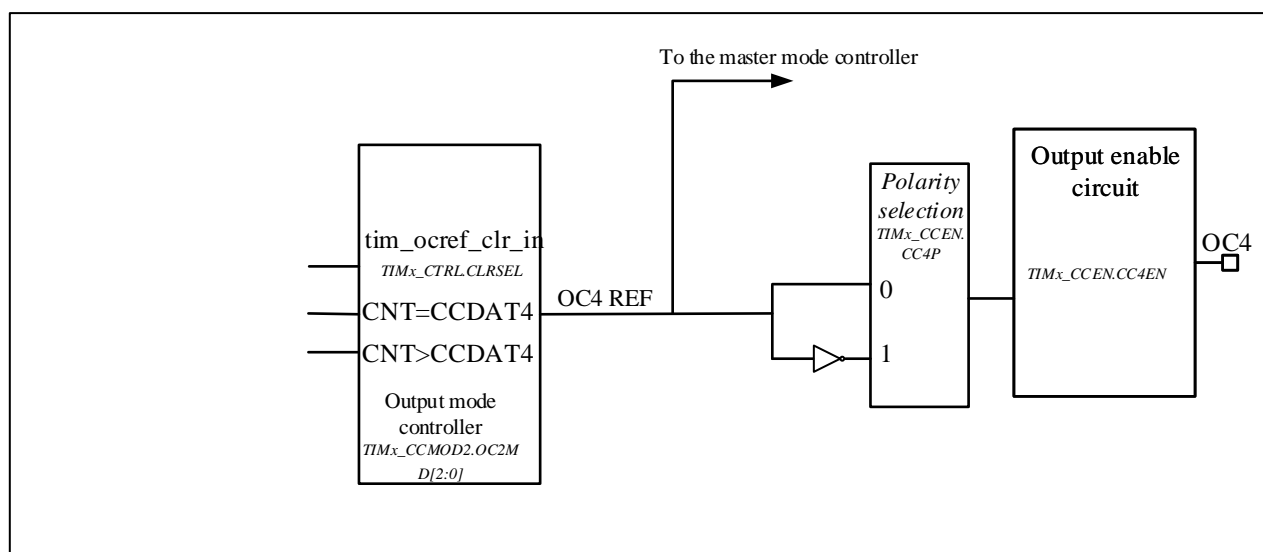 To the master mode controller
tim_ocref_clr_in
TIMx_CTRL.CLRSEL
CNT=CCDAT4
CNT>CCDAT4
Output mode
controller
TIMx_CCMOD2.OC2M
D[2:0]
OC4 REF
Polarity
selection
TIMx_CCEN.
CC4P
0
1
Output enable
circuit
TIMx_CCEN.CC4EN
OC4